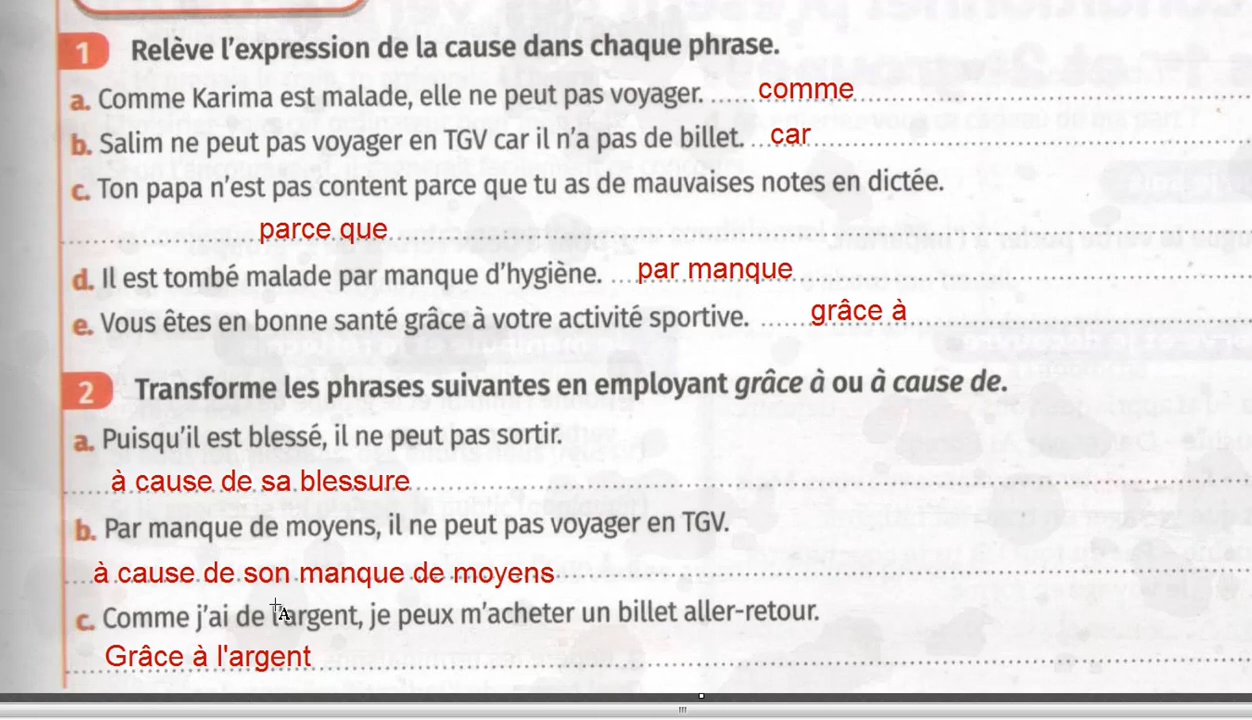 1 Relève l'expression de la cause dans chaque phrase.
a. Comme Karima est malade, elle ne peut pas voyager. comme
b. Salim ne peut pas voyager en TGV car il n'a pas de billet. car
c. Ton papa n'est pas content parce que tu as de mauvaises notes en dictée.
parce que
d. Il est tombé malade par manque d'hygiène. par manque
e. Vous êtes en bonne santé grâce à votre activité sportive. grâce à
2 Transforme les phrases suivantes en employant grâce à ou à cause de.
a. Puisqu'il est blessé, il ne peut pas sortir.
à cause de sa blessure
b. Par manque de moyens, il ne peut pas voyager en TGV.
à cause de son manque de moyens
c. Comme j'ai de l'argent, je peux m'acheter un billet aller-retour.
Grâce à l'argent